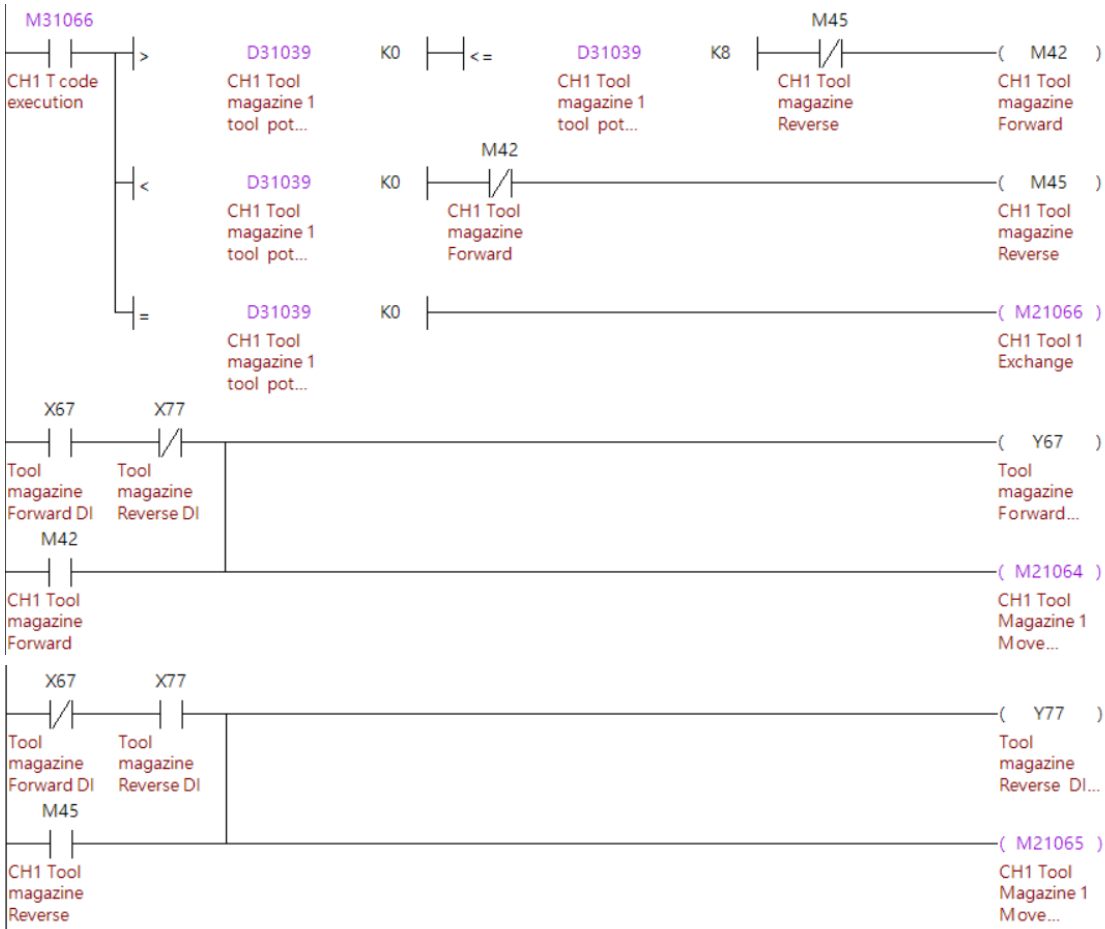 M31066
M45
> D31039 K0 <= D31039 K8 ( M42 )
CH1 T code CH1 Tool CH1 Tool CH1 Tool CH1 Tool
execution magazine 1 magazine 1 magazine magazine
tool pot... tool pot... Reverse Forward
M42
< D31039 K0 ( M45 )
CH1 Tool CH1 Tool CH1 Tool
magazine 1 magazine magazine
tool pot... Forward Reverse
= D31039 K0 ( M21066 )
CH1 Tool CH1 Tool 1
magazine 1 Exchange
tool pot...
X67 X77
( Y67 )
Tool Tool Tool
magazine magazine magazine
Forward DI Reverse DI Forward...
M42
( M21064 )
CH1 Tool CH1 Tool
magazine Magazine 1
Forward Move...
X67 X77
( Y77 )
Tool Tool Tool
magazine magazine magazine
Forward DI Reverse DI Reverse DI...
M45
( M21065 )
CH1 Tool CH1 Tool
magazine Magazine 1
Reverse Move...